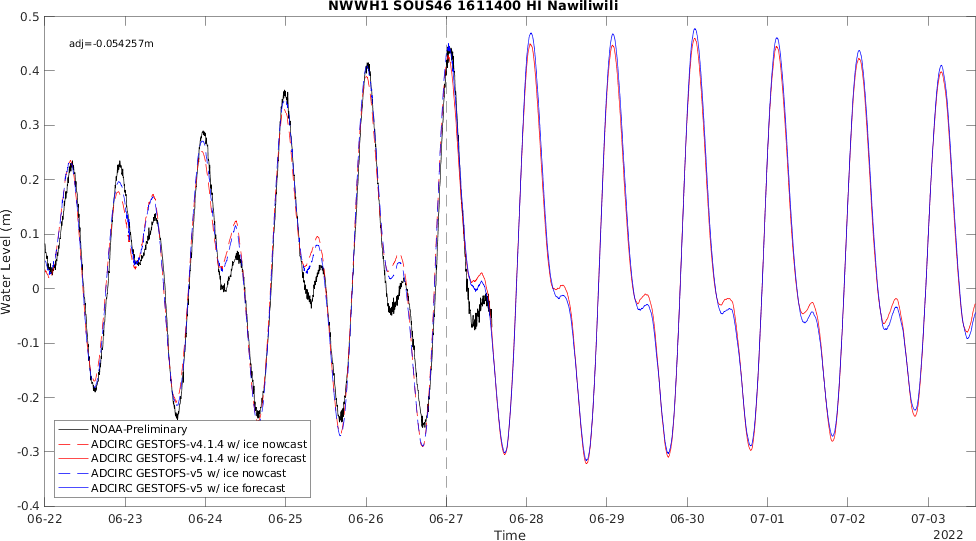 NWWH1 SOUS46 1611400 HI Nawiliwili
adj=-0.054257m
0.5
0.4
0.3
0.2
0.1
0
-0.1
-0.2
-0.3
-0.4
Water Level (m)
NOAA-Preliminary
ADCIRC GESTOFS-v4.1.4 w/ ice nowcast
ADCIRC GESTOFS-v4.1.4 w/ ice forecast
ADCIRC GESTOFS-v5 w/ ice nowcast
ADCIRC GESTOFS-v5 w/ ice forecast
06-22 06-23 06-24 06-25 06-26 06-27 06-28 06-29 06-30 07-01 07-02 07-03
Time
2022